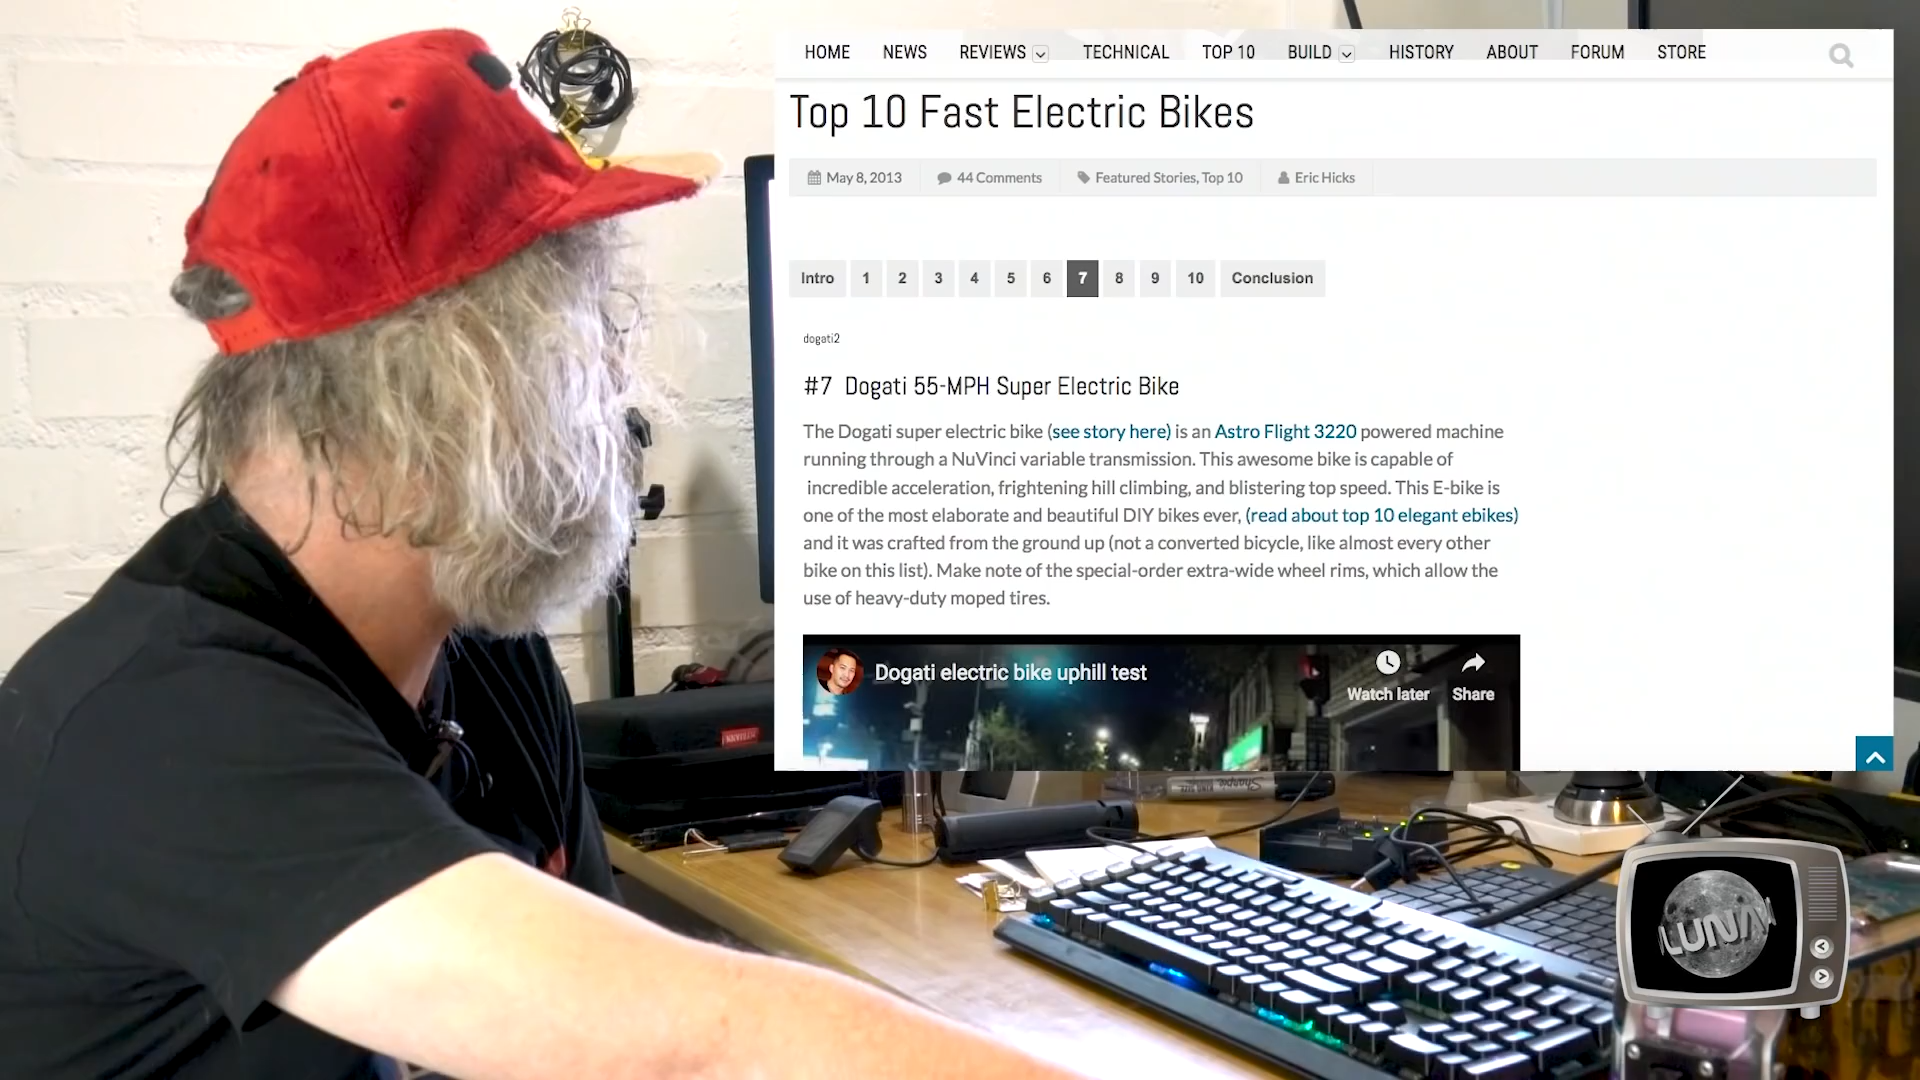 HOME NEWS REVIEWS TECHNICAL TOP 10 BUILD HISTORY ABOUT FORUM STORE
Top 10 Fast Electric Bikes
May 8, 2013 44 Comments Featured Stories, Top 10 Eric Hicks
Intro 1 2 3 4 5 6 7 8 9 10 Conclusion
dogati2
#7 Dogati 55-MPH Super Electric Bike
The Dogati super electric bike (see story here) is an Astro Flight 3220 powered machine
running through a NuVinci variable transmission. This awesome bike is capable of
incredible acceleration, frightening hill climbing, and blistering top speed. This E-bike is
one of the most elaborate and beautiful DIY bikes ever, (read about top 10 elegant ebikes)
and it was crafted from the ground up (not a converted bicycle, like almost every other
bike on this list). Make note of the special-order extra-wide wheel rims, which allow the
use of heavy-duty moped tires.
Dogati electric bike uphill test
Watch later Share
Sharpie
LUNA